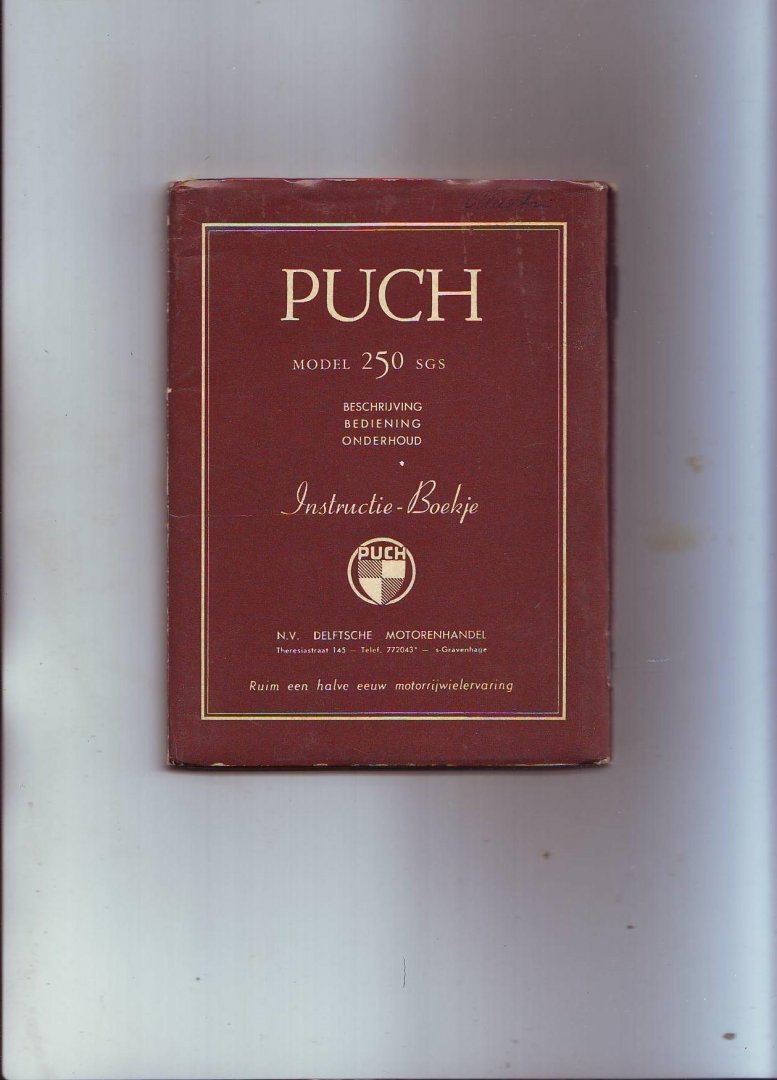 PUCH
MODEL 250 SGS
BESCHRIJVING
BEDIENING
ONDERHOUD
Instructie-Boekje
PUCH
N.V. DELFTSCHE MOTORENHANDEL
Theresiastraat 145 — Telef. 772043* — 's-Gravenhage
Ruim een halve eeuw motorrijwielervaring